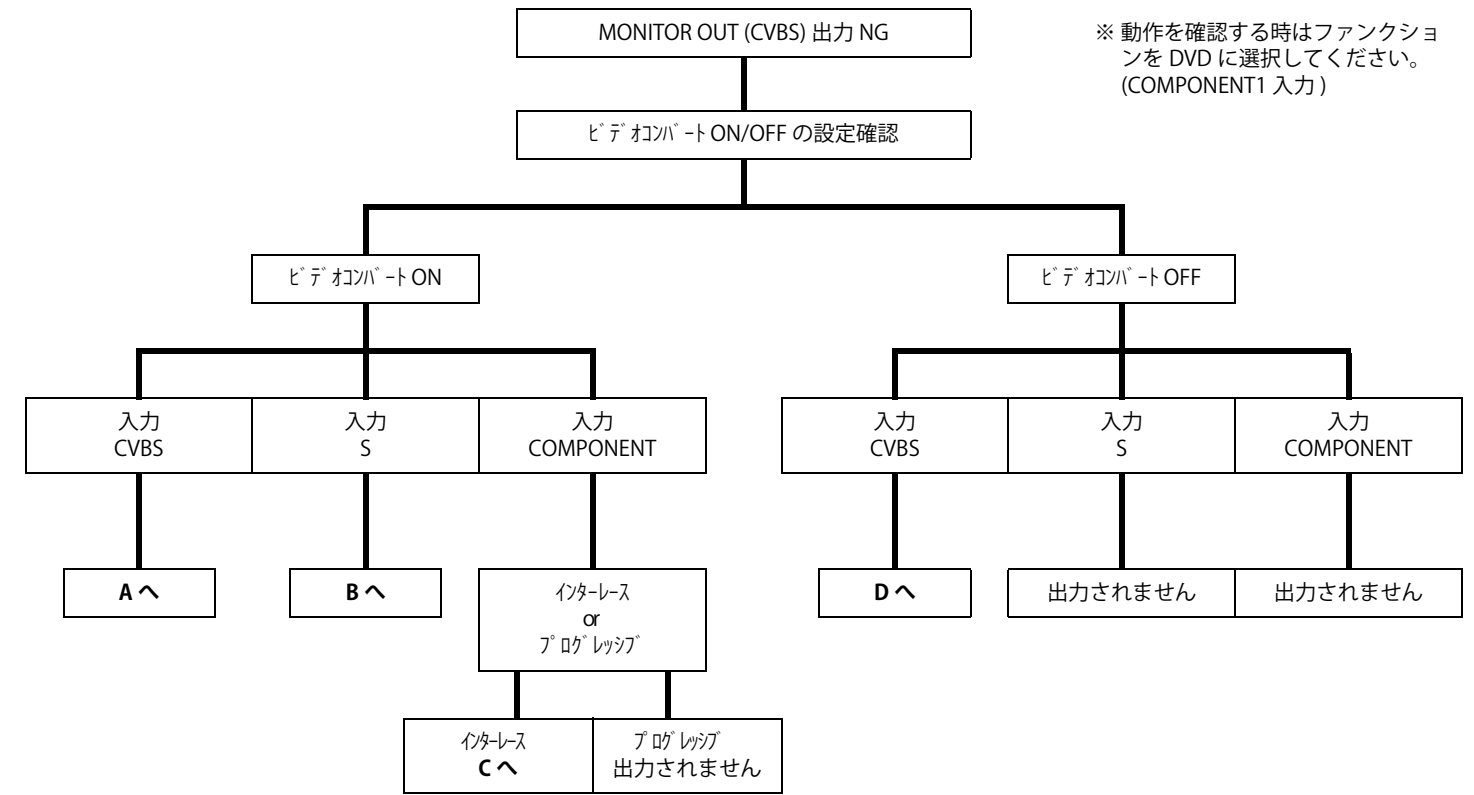 MONITOR OUT (CVBS) 出力 NG
※ 動作を確認する時はファンクショ
ンを DVD に選択してください。
(COMPONENT1 入力 )
ﾋﾞﾃﾞｵｺﾝﾊﾞｰﾄ ON/OFF の設定確認
ﾋﾞﾃﾞｵｺﾝﾊﾞｰﾄ ON
ﾋﾞﾃﾞｵｺﾝﾊﾞｰﾄ OFF
入力
CVBS
入力
S
入力
COMPONENT
入力
CVBS
入力
S
入力
COMPONENT
A へ
B へ
ｲﾝﾀｰﾚｰｽ
or
ﾌﾟﾛｸﾞﾚｯｼﾌﾞ
D へ
出力されません
出力されません
ｲﾝﾀｰﾚｰｽ
C へ
ﾌﾟﾛｸﾞﾚｯｼﾌﾞ
出力されません